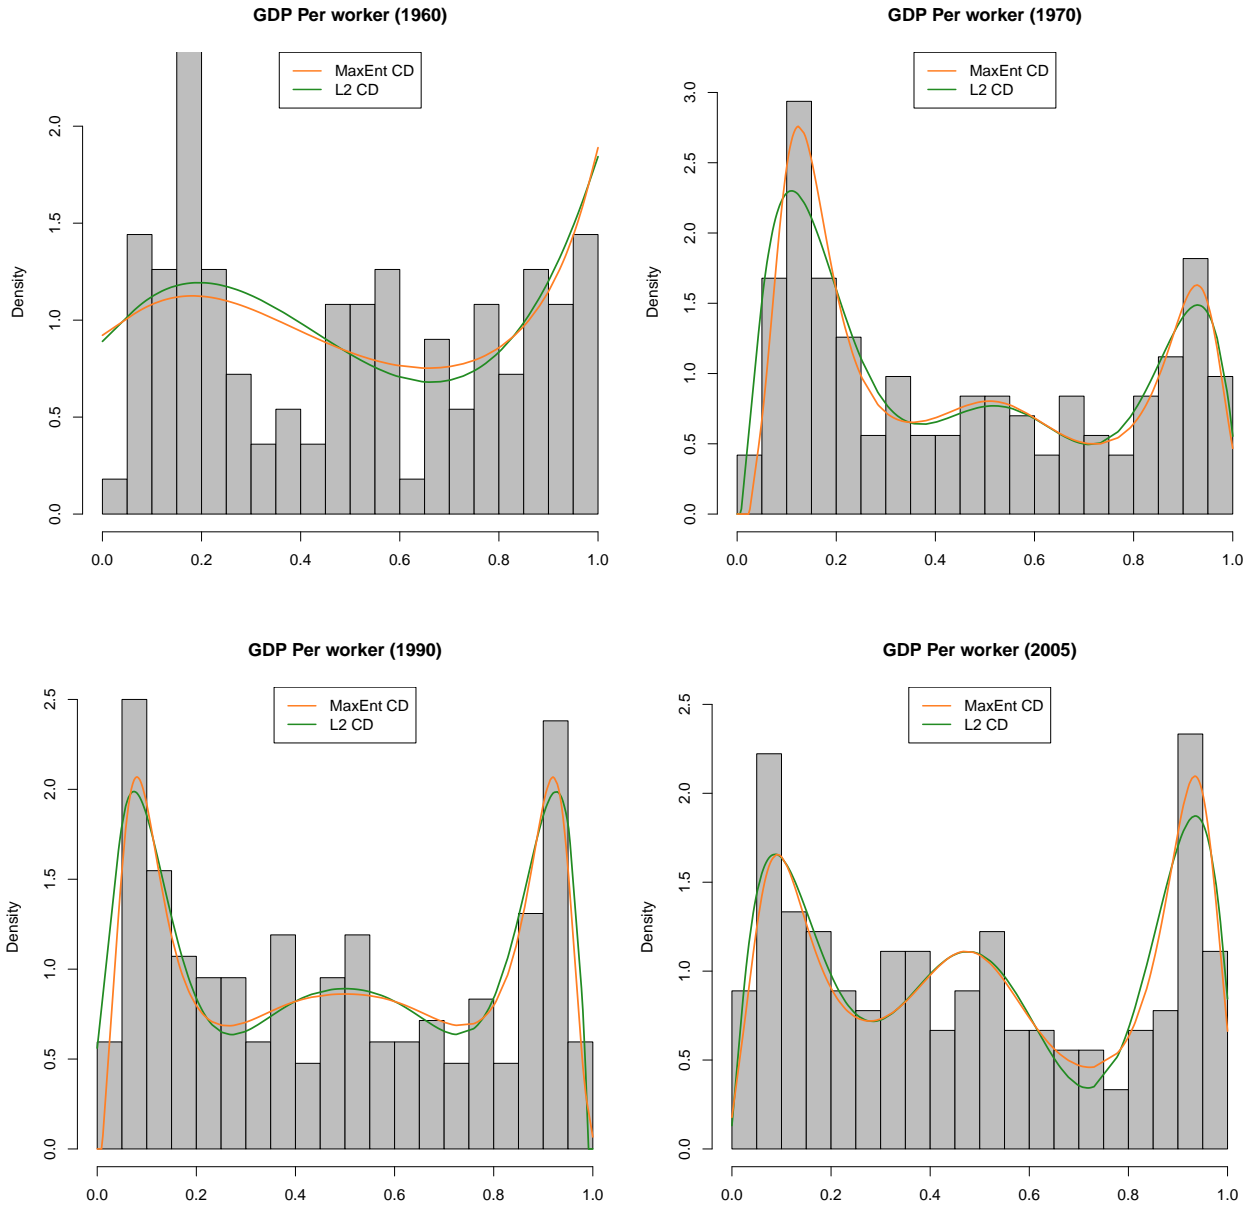 GDP Per worker (1960)
MaxEnt CD
L2 CD
Density
0.0
0.5
1.0
1.5
2.0
0.0 0.2 0.4 0.6 0.8 1.0
GDP Per worker (1970)
MaxEnt CD
L2 CD
Density
0.0
0.5
1.0
1.5
2.0
2.5
3.0
0.0 0.2 0.4 0.6 0.8 1.0
GDP Per worker (1990)
MaxEnt CD
L2 CD
Density
0.0
0.5
1.0
1.5
2.0
2.5
0.0 0.2 0.4 0.6 0.8 1.0
GDP Per worker (2005)
MaxEnt CD
L2 CD
Density
0.0
0.5
1.0
1.5
2.0
2.5
0.0 0.2 0.4 0.6 0.8 1.0